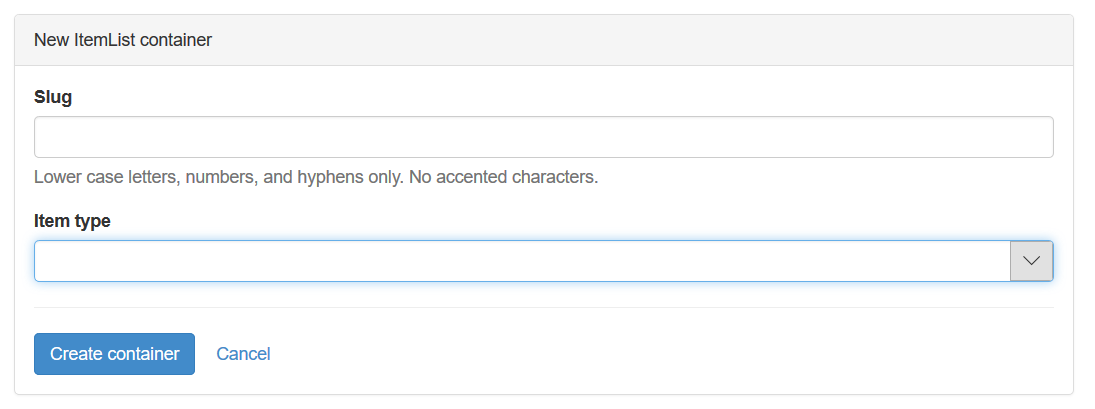 New ItemList container
Slug
Lower case letters, numbers, and hyphens only. No accented characters.
Item type
Create container Cancel